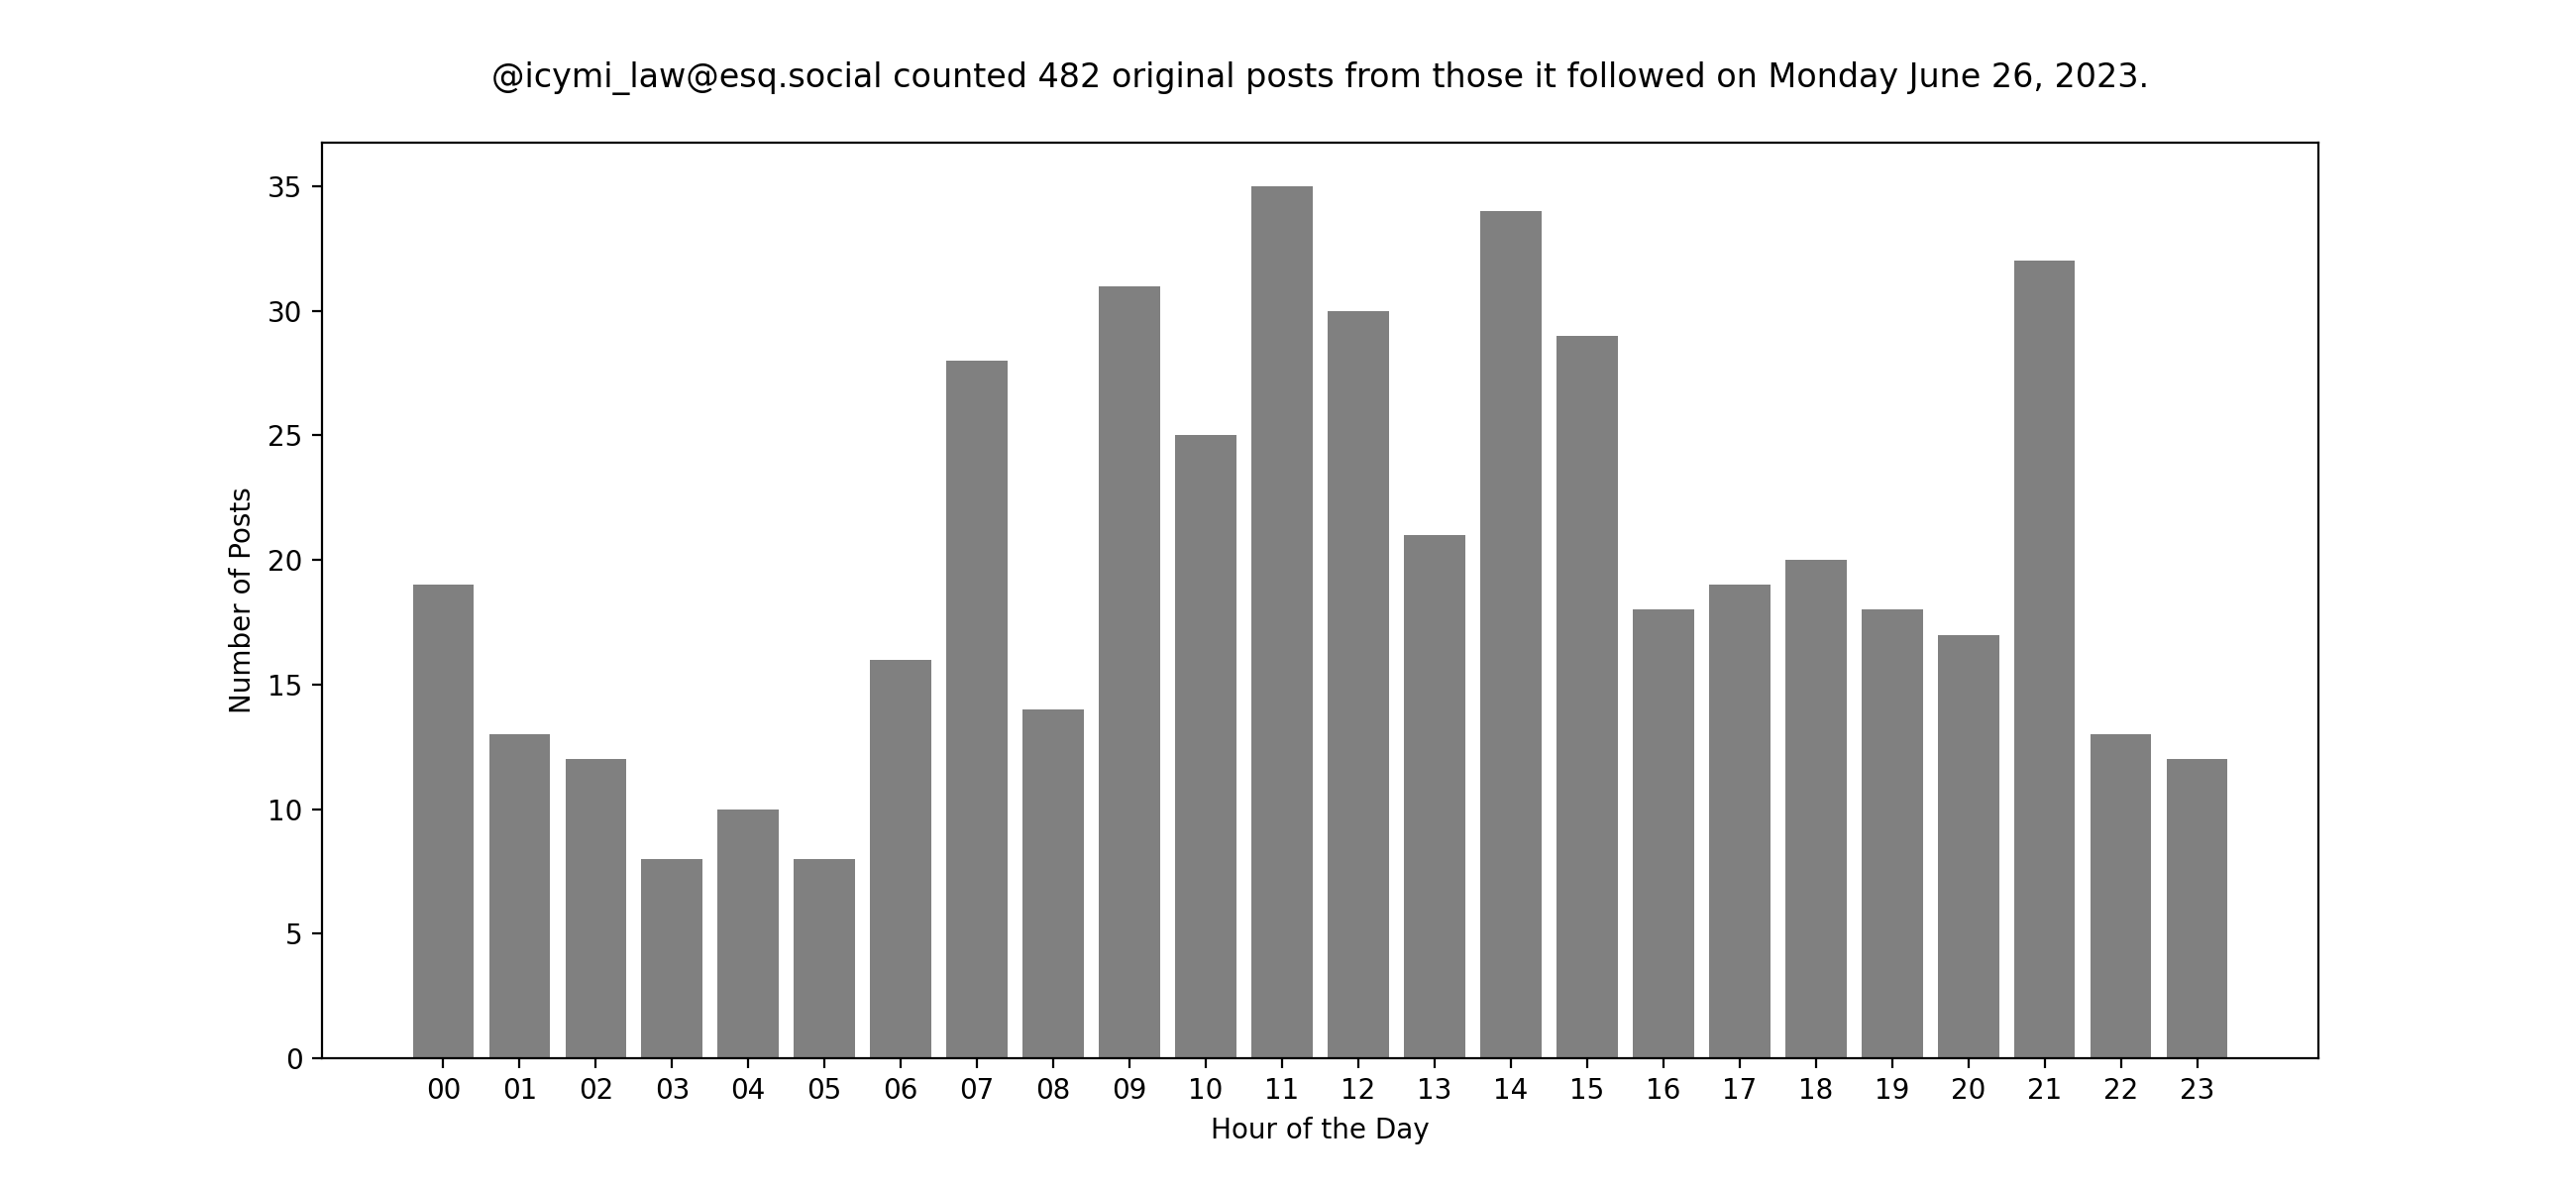 @icymi_law@esq.social counted 482 original posts from those it followed on Monday June 26, 2023.
35
30
25
20
15
10
5
0
Number of Posts
00 01 02 03 04 05 06 07 08 09 10 11 12 13 14 15 16 17 18 19 20 21 22 23
Hour of the Day